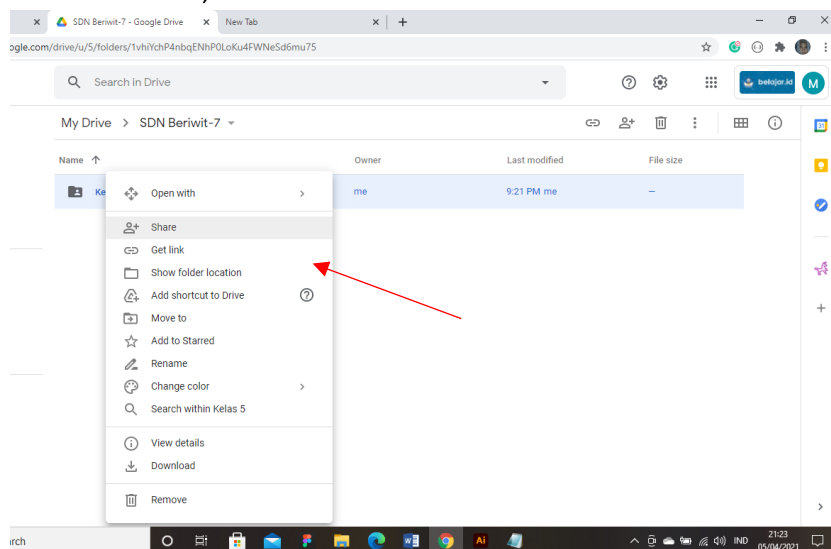 SDN Beriwit-7 - Google Drive
New Tab
ogle.com/drive/u/5/folders/1vhiYchP4nbqENhP0LoKu4FWNeSd6mu75
Search in Drive
belajar.id M
My Drive > SDN Beriwit-7
31
Name Owner Last modified File size
Ke me 9:21 PM me –
Open with
Share
Get link
Show folder location
Add shortcut to Drive
Move to
Add to Starred
Rename
Change color
Search within Kelas 5
View details
Download
Remove
arch Ai IND 21:23
05/04/2021